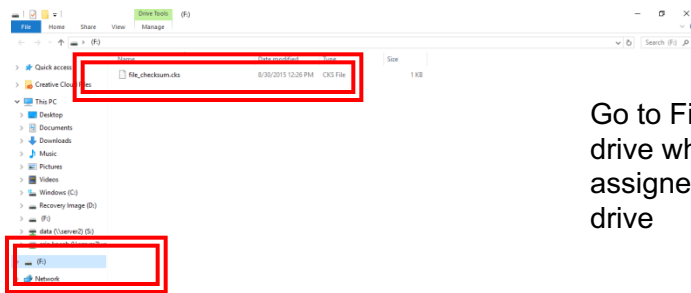 Drive Tools (F:)
File Home Share View Manage
(F:)
Search (F:)
Name Date modified Type Size
file_checksum.cks 8/30/2015 12:26 PM CKS File 1 KB
Quick access
Creative Cloud Files
This PC
Desktop
Documents
Downloads
Music
Pictures
Videos
Windows (C:)
Recovery Image (D:)
(F:)
data (\\server2) (S:)
(F:)
Network
Go to Fi
drive wh
assigne
drive